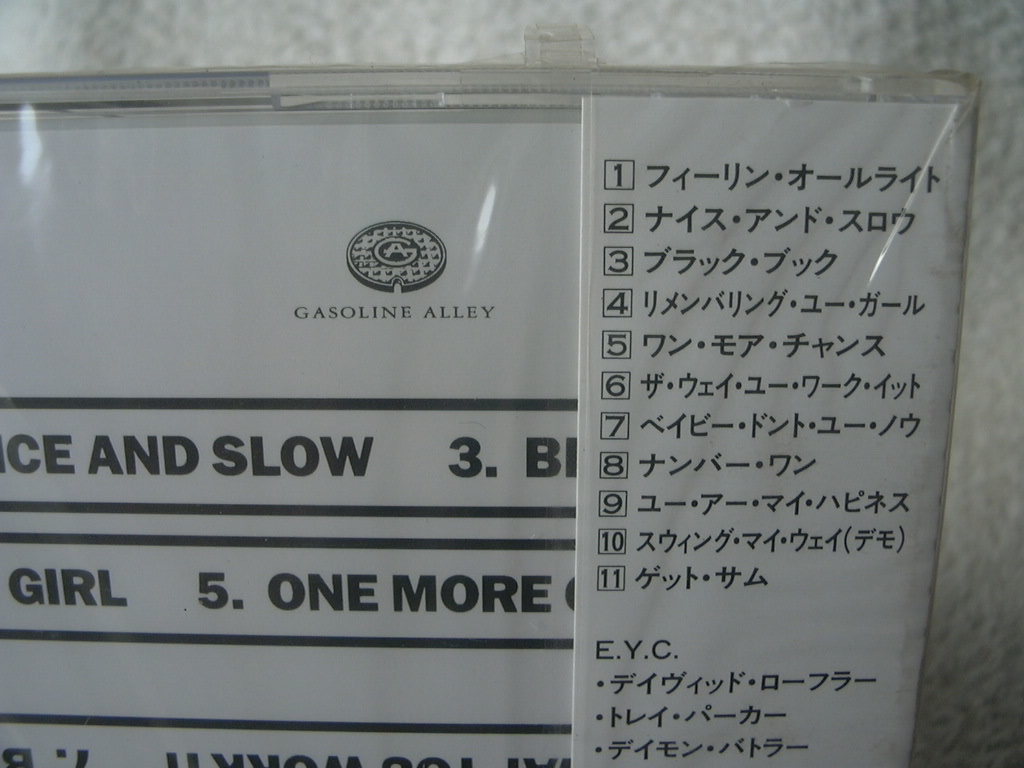 GA
GASOLINE ALLEY
ICE AND SLOW 3. BL
GIRL 5. ONE MORE
1 フィーリン・オールライト
2 ナイス・アンド・スロウ
3 ブラック・ブック
4 リメンバリング・ユー・ガール
5 ワン・モア・チャンス
6 ザ・ウェイ・ユー・ワーク・イット
7 ベイビー・ドント・ユー・ノウ
8 ナンバー・ワン
9 ユー・アー・マイ・ハピネス
10 スウィング・マイ・ウェイ(デモ)
11 ゲット・サム
E.Y.C.
・デイヴィッド・ローフラー
・トレイ・パーカー
・デイモン・バトラー